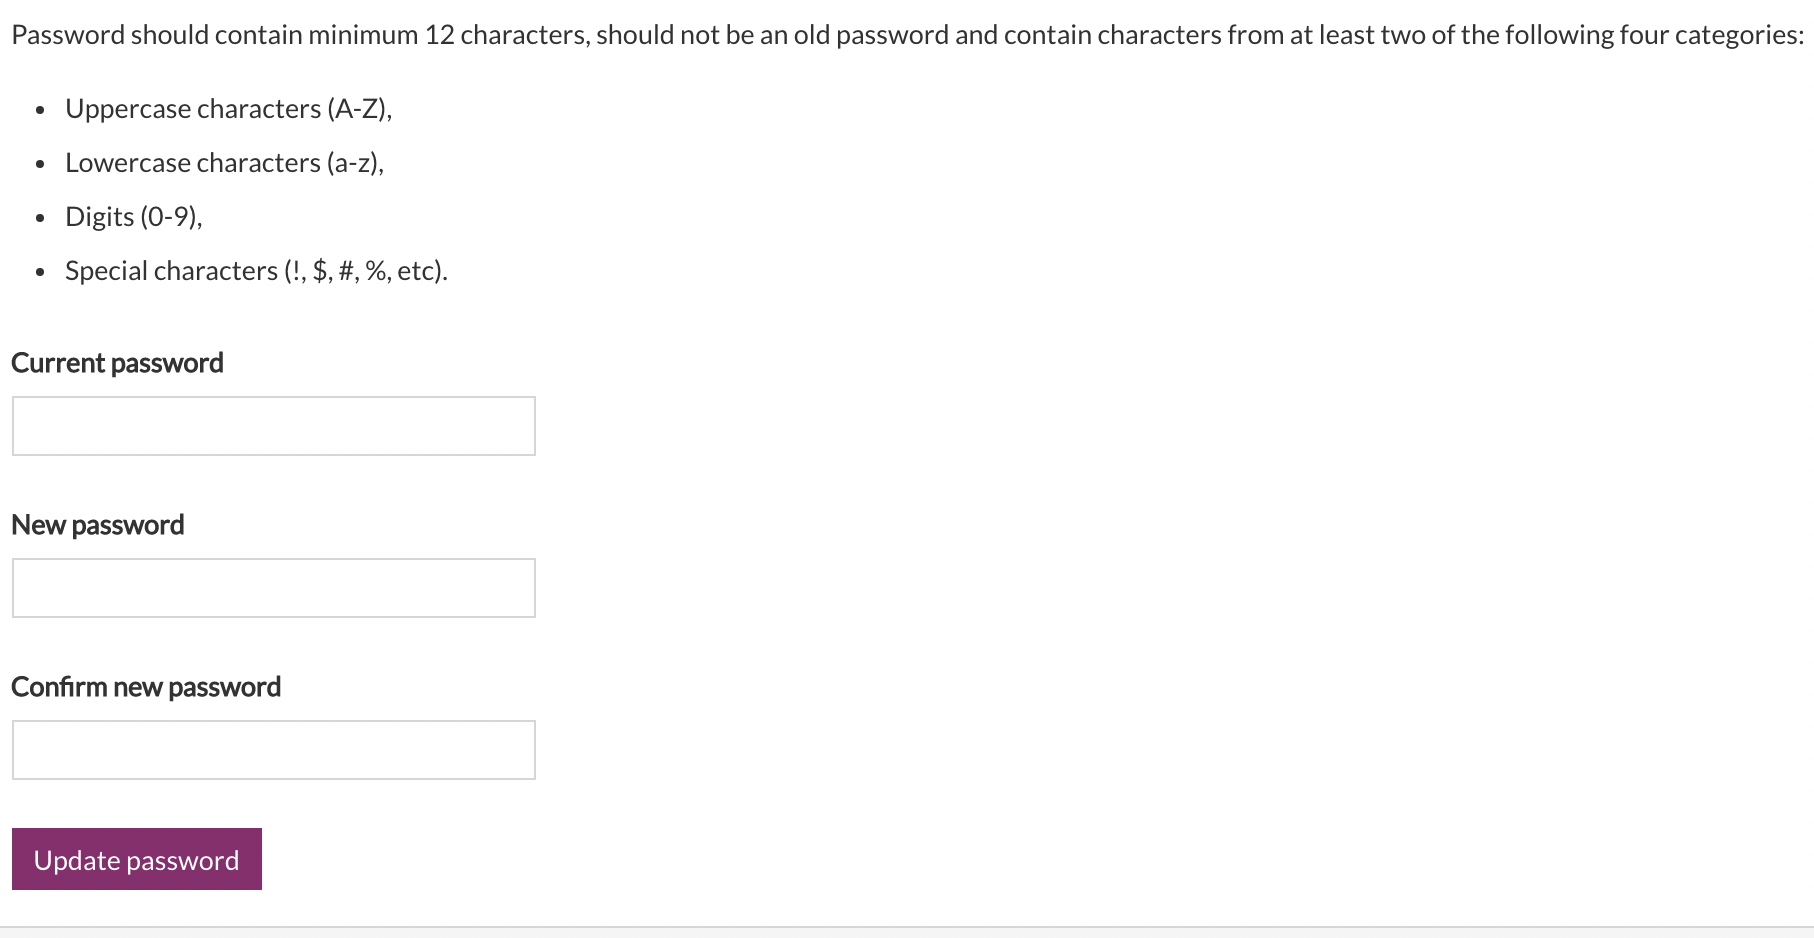 Password should contain minimum 12 characters, should not be an old password and contain characters from at least two of the following four categories:
• Uppercase characters (A-Z),
• Lowercase characters (a-z),
• Digits (0-9),
• Special characters (!, $, #, %, etc).
Current password
New password
Confirm new password
Update password